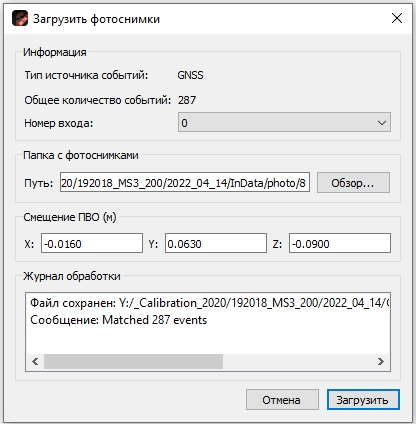 Загрузить фотоснимки
Информация
Тип источника событий: GNSS
Общее количество событий: 287
Номер входа: 0
Папка с фотоснимками
Путь: 20/192018_MS3_200/2022_04_14/InData/photo/8 Обзор...
Смещение ПВО (м)
X: -0.0160 Y: 0.0630 Z: -0.0900
Журнал обработки
Файл сохранен: Y:/_Calibration_2020/192018_MS3_200/2022_04_14/
Сообщение: Matched 287 events
Отмена Загрузить